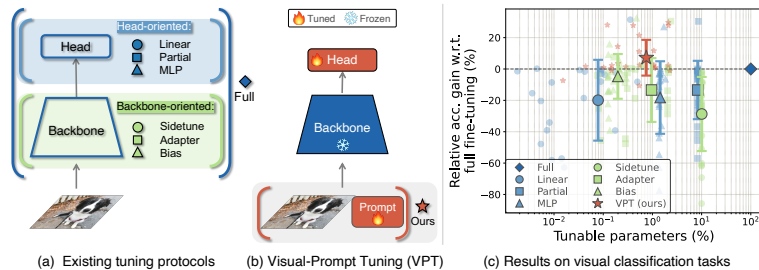 Head-oriented:
Head
Linear
Partial
MLP
Full
Backbone-oriented:
Backbone
Sidetune
Adapter
Bias
(a) Existing tuning protocols
Tuned
Frozen
Head
Backbone
Prompt
Ours
(b) Visual-Prompt Tuning (VPT)
Relative acc. gain w.r.t.
full fine-tuning (%)
20
0
−20
−40
−60
−80
Full
Linear
Partial
MLP
Sidetune
Adapter
Bias
VPT (ours)
10⁻² 10⁻¹ 10⁰ 10¹ 10²
Tunable parameters (%)
(c) Results on visual classification tasks